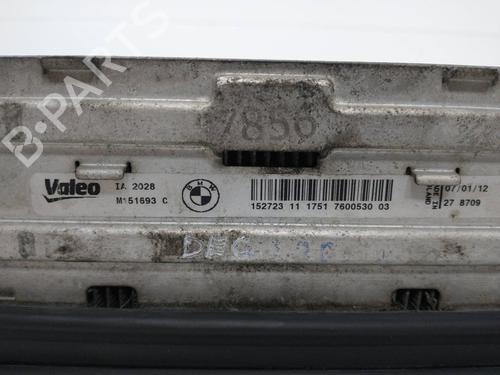 7856
Valeo
IA 2028
M151693 C
BMW
152723 11 1751 7600530 03
07/01/12
27 8709
B-PARTS